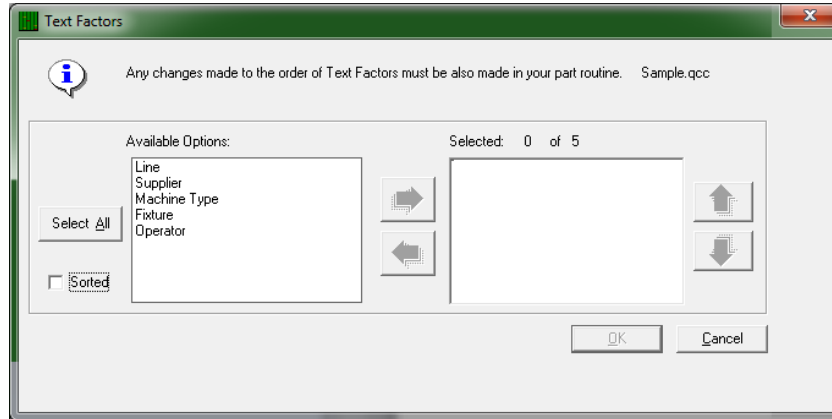 Text Factors
Any changes made to the order of Text Factors must be also made in your part routine. Sample.qcc
Available Options:
Selected: 0 of 5
Line
Supplier
Machine Type
Fixture
Operator
Select All
Sorted
OK
Cancel